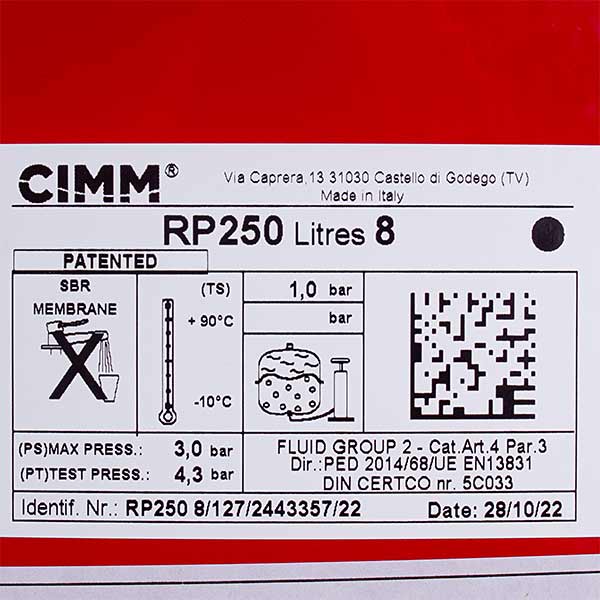 CIMM®
Via Caprera,13 31030 Castello di Godego (TV)
Made in Italy
RP250 Litres 8
PATENTED
SBR
MEMBRANE
(TS)
+ 90°C
-10°C
1,0 bar
bar
(PS)MAX PRESS.: 3,0 bar
(PT)TEST PRESS.: 4,3 bar
FLUID GROUP 2 - Cat.Art.4 Par.3
Dir.:PED 2014/68/UE EN13831
DIN CERTCO nr. 5C033
Identif. Nr.: RP250 8/127/2443357/22
Date: 28/10/22